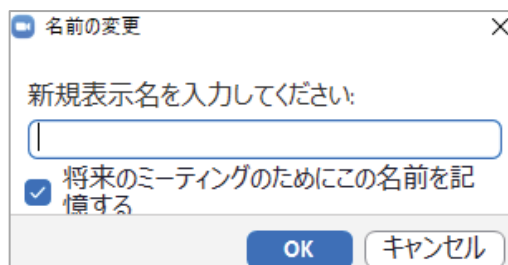 名前の変更
新規表示名を入力してください:
将来のミーティングのためにこの名前を記
憶する
OK
キャンセル